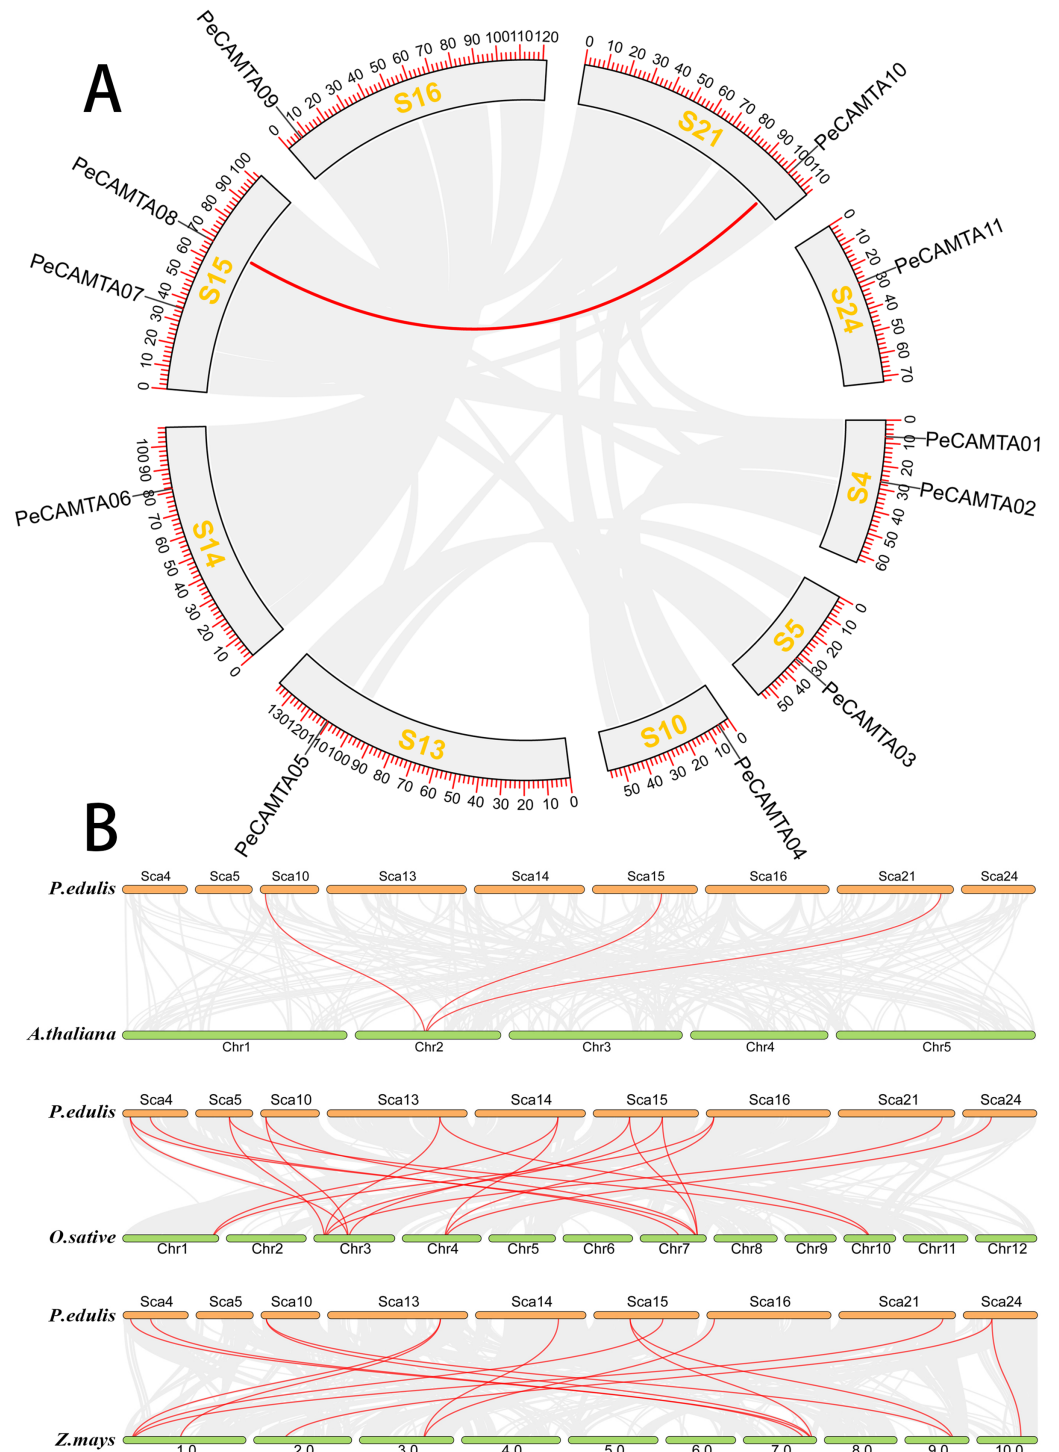 A
PeCAMTA09
0 10 20 30 40 50 60 70 80 90 100 110 120
S16
0 10 20 30 40 50 60 70 80 90 100 110
S21
PeCAMTA10
PeCAMTA08
PeCAMTA07
0 10 20 30 40 50 60 70 80 90 100
S15
0 10 20 30 40 50 60 70
S24
PeCAMTA11
PeCAMTA06
100 90 80 70 60 50 40 30 20 10 0
S14
0 10 20 30 40 50 60
S4
PeCAMTA01
PeCAMTA02
0 10 20 30 40 50
S5
PeCAMTA03
130 120 110 100 90 80 70 60 50 40 30 20 10 0
S13
PeCAMTA05
50 40 30 20 10 0
S10
PeCAMTA04
B
Sca4 Sca5 Sca10 Sca13 Sca14 Sca15 Sca16 Sca21 Sca24
P.edulis
A.thaliana
Chr1 Chr2 Chr3 Chr4 Chr5
Sca4 Sca5 Sca10 Sca13 Sca14 Sca15 Sca16 Sca21 Sca24
P.edulis
O.sative
Chr1 Chr2 Chr3 Chr4 Chr5 Chr6 Chr7 Chr8 Chr9 Chr10 Chr11 Chr12
Sca4 Sca5 Sca10 Sca13 Sca14 Sca15 Sca16 Sca21 Sca24
P.edulis
Z.mays
1.0 2.0 3.0 4.0 5.0 6.0 7.0 8.0 9.0 10.0